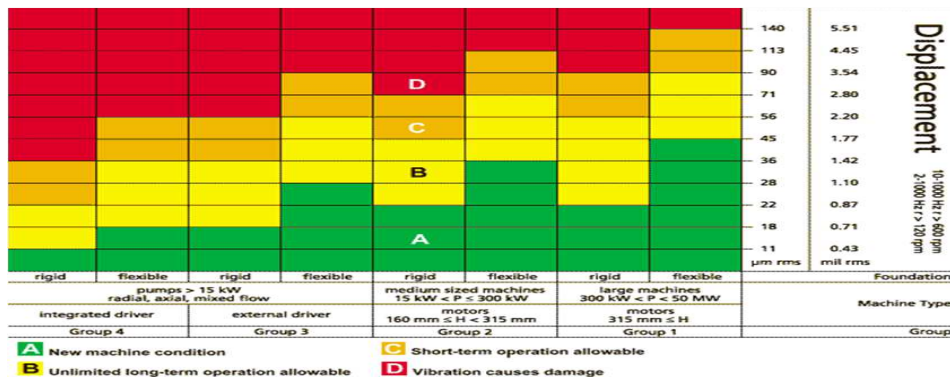 140 5.51
113 4.45
90 3.54
D
71 2.80
56 2.20
C
45 1.77
36 1.42
B
28 1.10
22 0.87
18 0.71
A
11 0.43
µm rms mil rms
Displacement
10-1000 Hz r > 600 rpm
2-1000 Hz r > 120 rpm
rigid flexible rigid flexible rigid flexible rigid flexible Foundation
pumps > 15 kW medium sized machines large machines
radial, axial, mixed flow 15 kW < P ≤ 300 kW 300 kW < P < 50 MW
Machine Type
integrated driver external driver motors motors
160 mm ≤ H < 315 mm 315 mm ≤ H
Group 4 Group 3 Group 2 Group 1 Group
A New machine condition C Short-term operation allowable
B Unlimited long-term operation allowable D Vibration causes damage